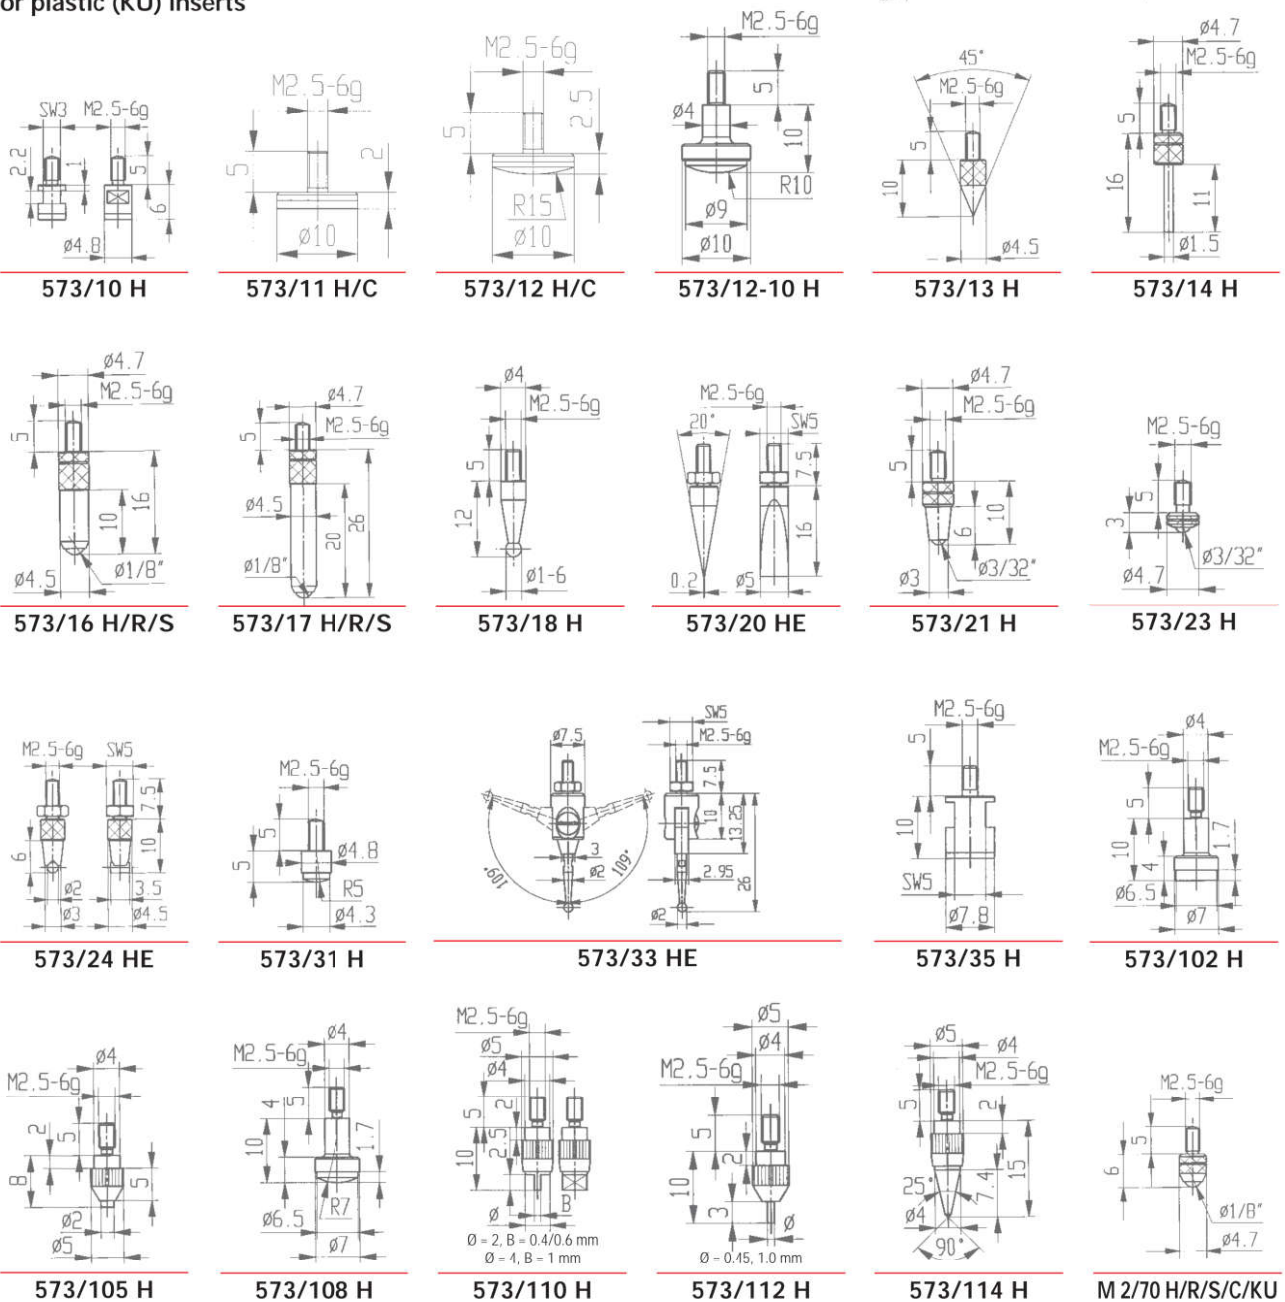 or plastic (KU) inserts
SW3 M2.5-6g
2.2
1
5
6
Ø4.8
573/10 H
M2.5-6g
5
2
Ø10
573/11 H/C
M2.5-6g
5
2.5
R15
Ø10
573/12 H/C
M2.5-6g
5
Ø4
10
R10
Ø9
Ø10
573/12-10 H
45°
M2.5-6g
5
10
Ø4.5
573/13 H
Ø4.7
M2.5-6g
5
16
11
Ø1.5
573/14 H
Ø4.7
M2.5-6g
5
16
10
Ø1/8"
Ø4.5
573/16 H/R/S
Ø4.7
M2.5-6g
5
Ø4.5
26
20
Ø1/8"
573/17 H/R/S
Ø4
M2.5-6g
5
12
Ø1-6
573/18 H
M2.5-6g
20° SW5
7.5
16
0.2 Ø5
573/20 HE
Ø4.7
M2.5-6g
5
10
6
Ø3 Ø3/32"
573/21 H
M2.5-6g
5
3
Ø3/32"
Ø4.7
573/23 H
M2.5-6g SW5
7.5
6
10
Ø2 3.5
Ø3 Ø4.5
573/24 HE
M2.5-6g
5
5
Ø4.8
R5
Ø4.3
573/31 H
SW5
Ø7.5 M2.5-6g
7.5
10
13.25
3
109° 109°
Ø2 2.95
26
Ø2
573/33 HE
M2.5-6g
5
10
SW5
Ø7.8
573/35 H
Ø4
M2.5-6g
5
1.7
10
4
Ø6.5
Ø7
573/102 H
Ø4
M2.5-6g
5
2
8
5
Ø2
Ø5
573/105 H
Ø4
M2.5-6g
5
4
10
1.7
R7
Ø6.5
Ø7
573/108 H
M2.5-6g
Ø5
Ø4
5
2
2.5
10
B
Ø
Ø = 2, B = 0.4/0.6 mm
Ø = 4, B = 1 mm
573/110 H
Ø5
Ø4
M2.5-6g
5
2
10
3
Ø
Ø – 0.45, 1.0 mm
573/112 H
Ø5 Ø4
M2.5-6g
5
2
15
7.4
25°
Ø4
90°
573/114 H
M2.5-6g
5
6
Ø1/8"
Ø4.7
M 2/70 H/R/S/C/KU